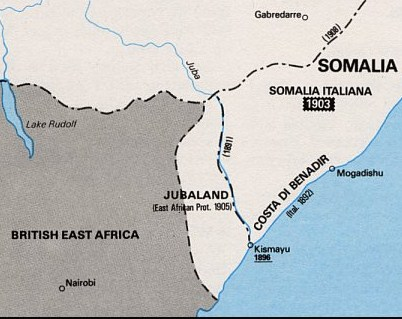 Gabredarre
(1908)
Juba
SOMALIA
SOMALIA ITALIANA
1903
Lake Rudolf
(1891)
COSTA DI BENADIR
(Ital. 1892)
Mogadishu
JUBALAND
(East African Prot. 1905)
BRITISH EAST AFRICA
Kismayu
1896
Nairobi